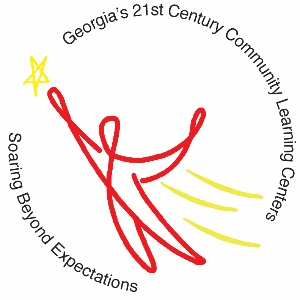 Georgia's 21st Century Community Learning Centers
Soaring Beyond Expectations